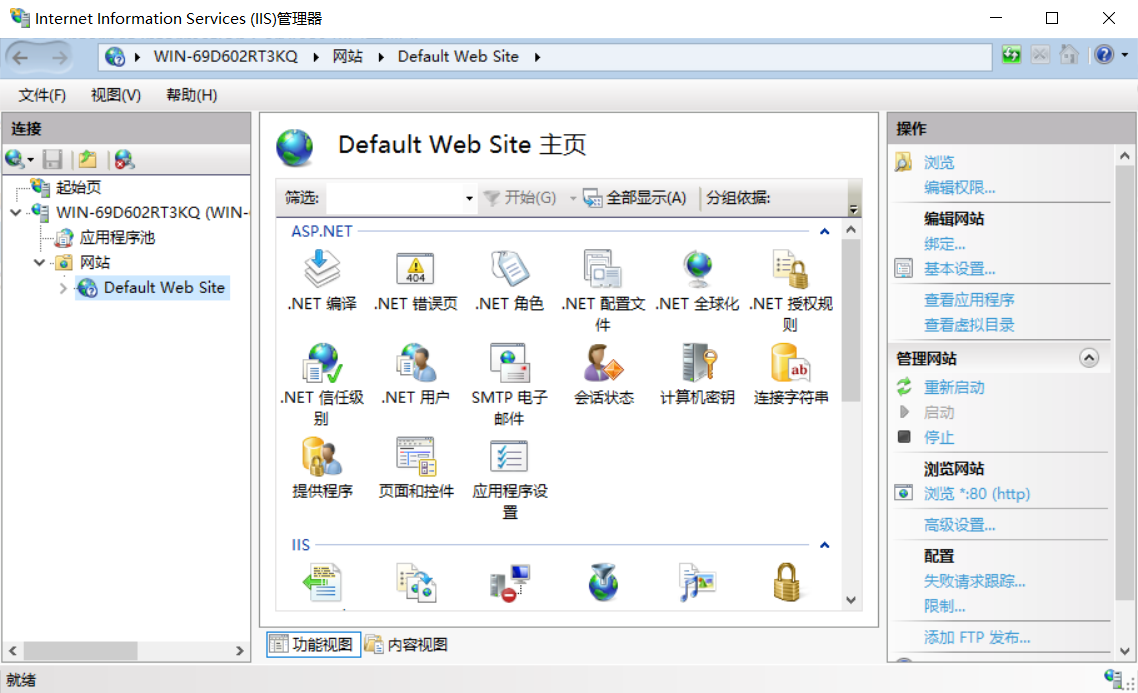 Internet Information Services (IIS)管理器
WIN-69D602RT3KQ 网站 Default Web Site
文件(F) 视图(V) 帮助(H)
连接
起始页
WIN-69D602RT3KQ (WIN-
应用程序池
网站
Default Web Site
Default Web Site 主页
筛选: 开始(G) 全部显示(A) 分组依据:
ASP.NET
.NET 编译
.NET 错误页
404
.NET 角色
.NET 配置文
件
.NET 全球化
.NET 授权规
则
.NET 信任级
别
.NET 用户
SMTP 电子
邮件
会话状态
计算机密钥
ab
连接字符串
提供程序
页面和控件
应用程序设
置
IIS
功能视图 内容视图
操作
浏览
编辑权限...
编辑网站
绑定...
基本设置...
查看应用程序
查看虚拟目录
管理网站
重新启动
启动
停止
浏览网站
浏览 *:80 (http)
高级设置...
配置
失败请求跟踪...
限制...
添加 FTP 发布...
就绪